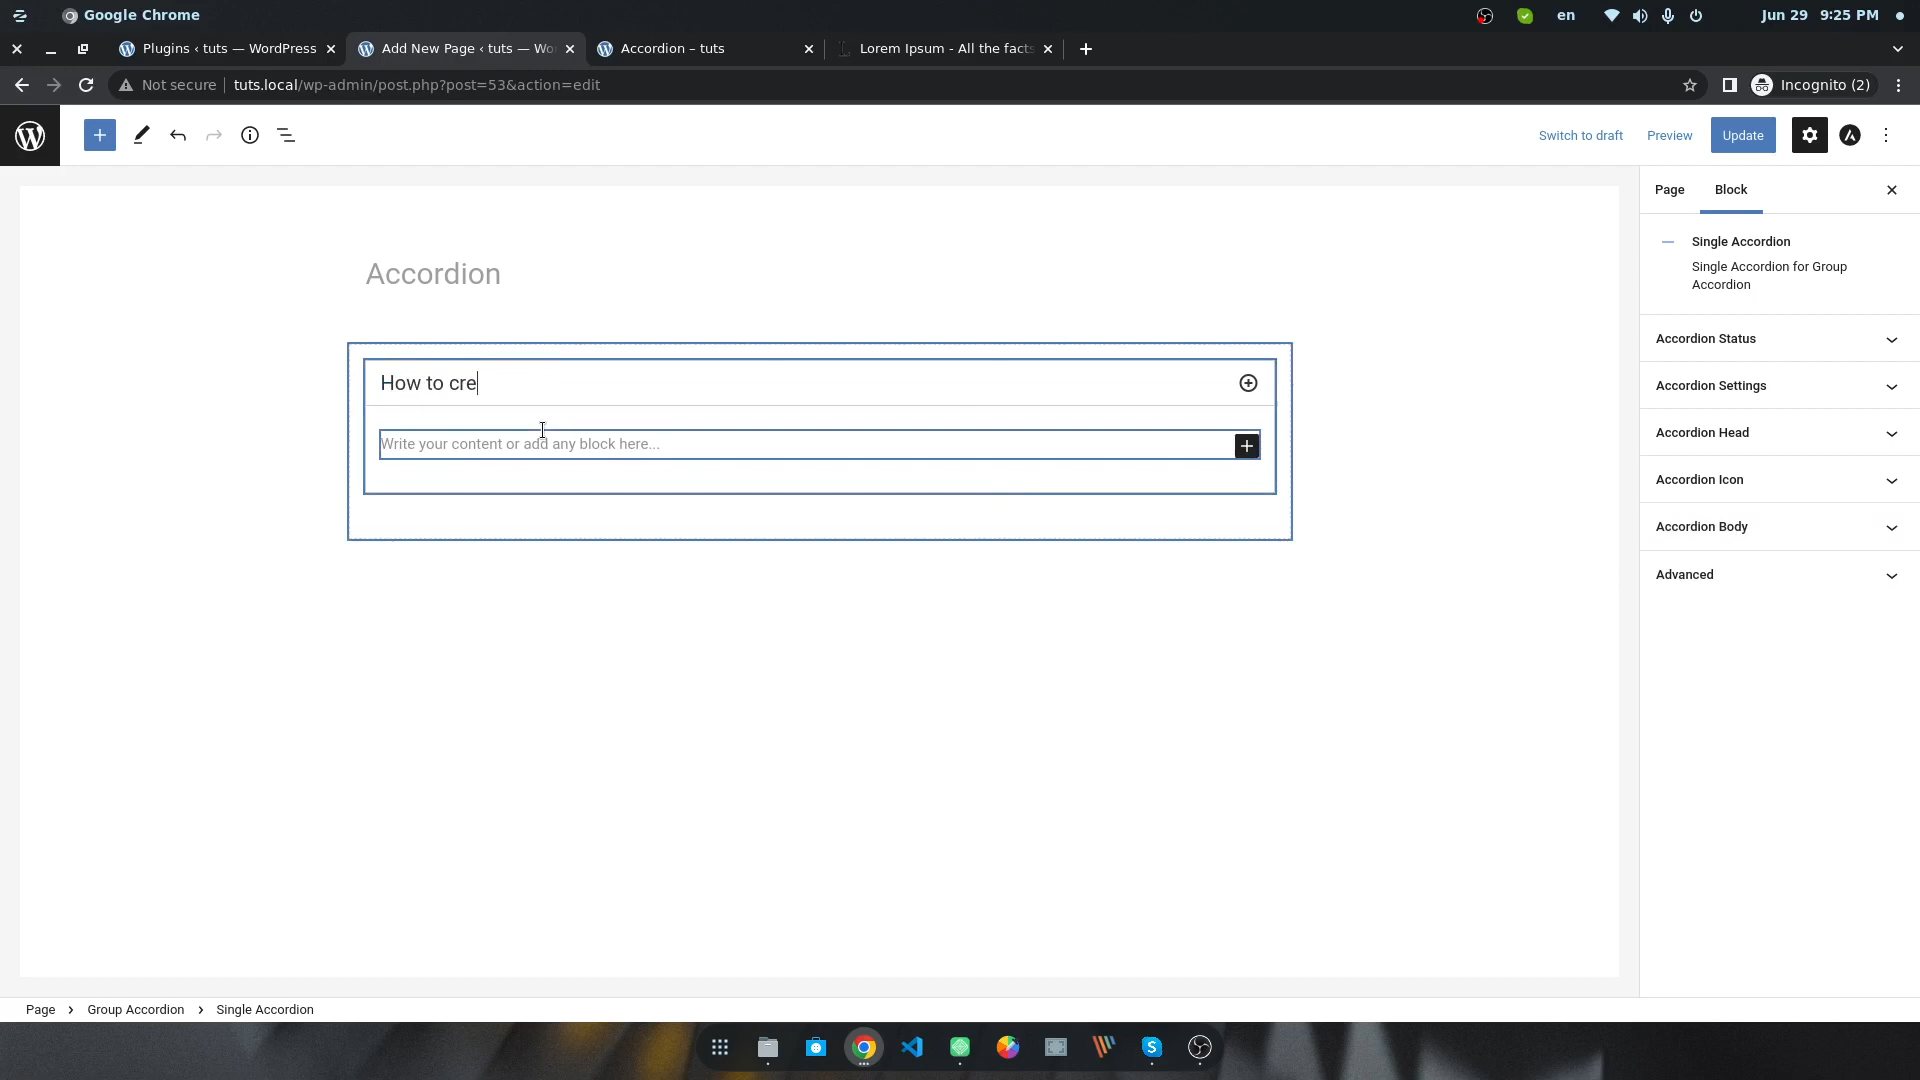 Google Chrome
en
Jun 29 9:25 PM
Plugins ‹ tuts — WordPress
Add New Page ‹ tuts — Wo
Accordion – tuts
Lorem Ipsum - All the facts
Not secure
tuts.local/wp-admin/post.php?post=53&action=edit
Incognito (2)
Switch to draft
Preview
Update
Page
Block
Single Accordion
Single Accordion for Group
Accordion
Accordion Status
Accordion Settings
Accordion Head
Accordion Icon
Accordion Body
Advanced
Accordion
How to cre
Write your content or add any block here...
Page › Group Accordion › Single Accordion